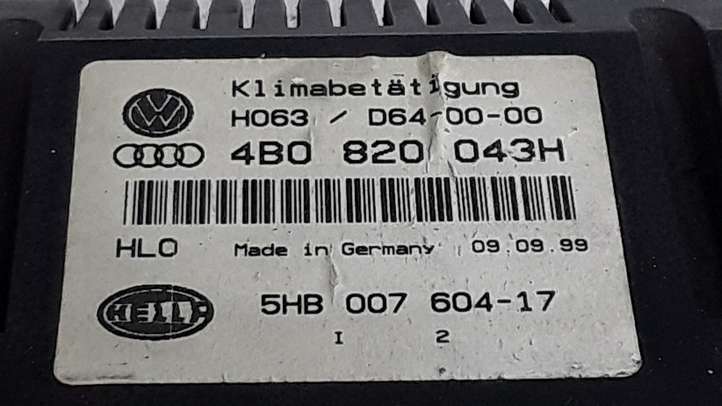 Klimabetätigung
H063 / D64-00-00
4B0 820 043H
HLO Made in Germany 09.09.99
HELLA 5HB 007 604-17
I 2